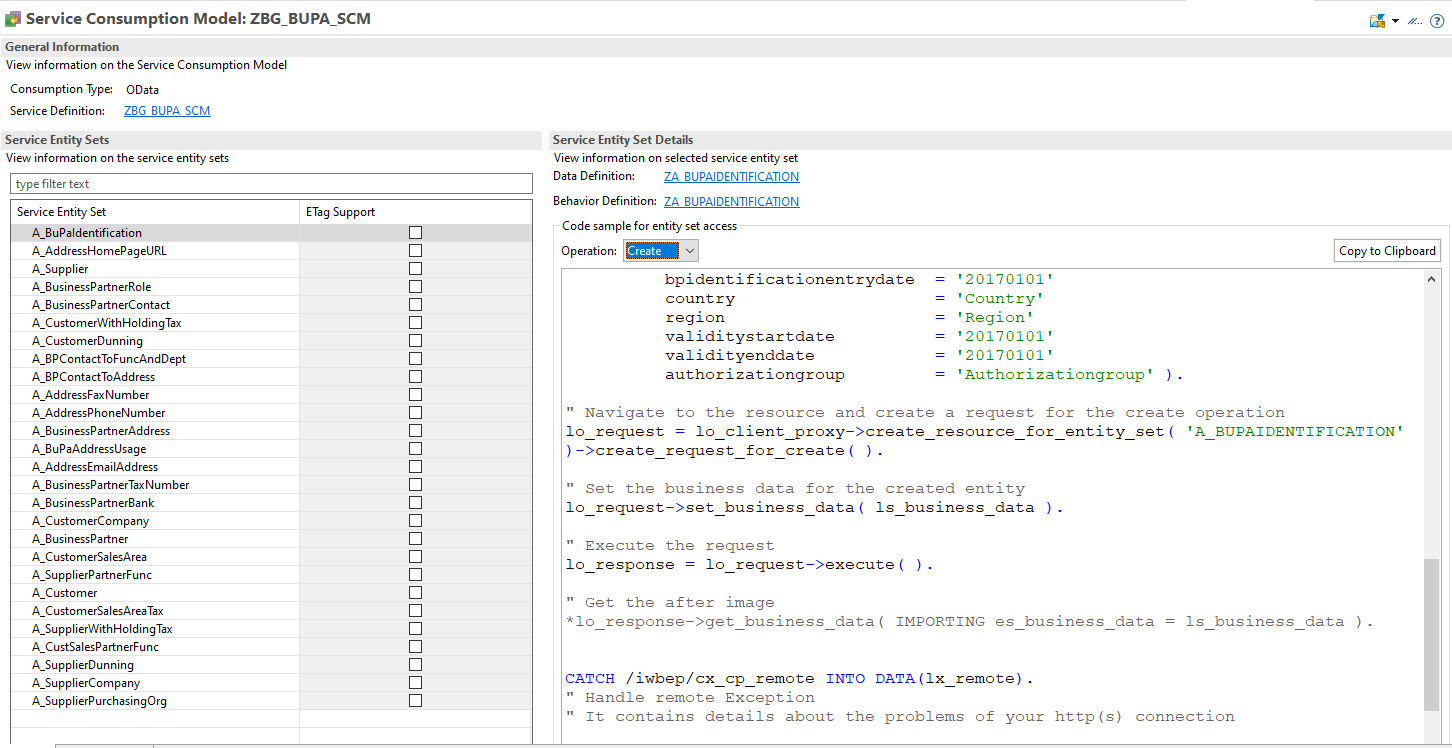 Service Consumption Model: ZBG_BUPA_SCM
General Information
View information on the Service Consumption Model
Consumption Type: OData
Service Definition: ZBG_BUPA_SCM
Service Entity Sets
View information on the service entity sets
type filter text
Service Entity Set ETag Support
A_BuPaIdentification
A_AddressHomePageURL
A_Supplier
A_BusinessPartnerRole
A_BusinessPartnerContact
A_CustomerWithHoldingTax
A_CustomerDunning
A_BPContactToFuncAndDept
A_BPContactToAddress
A_AddressFaxNumber
A_AddressPhoneNumber
A_BusinessPartnerAddress
A_BuPaAddressUsage
A_AddressEmailAddress
A_BusinessPartnerTaxNumber
A_BusinessPartnerBank
A_CustomerCompany
A_BusinessPartner
A_CustomerSalesArea
A_SupplierPartnerFunc
A_Customer
A_CustomerSalesAreaTax
A_SupplierWithHoldingTax
A_CustSalesPartnerFunc
A_SupplierDunning
A_SupplierCompany
A_SupplierPurchasingOrg
Service Entity Set Details
View information on selected service entity set
Data Definition: ZA_BUPAIDENTIFICATION
Behavior Definition: ZA_BUPAIDENTIFICATION
Code sample for entity set access
Operation: Create Copy to Clipboard
bpidentificationentrydate = '20170101'
country = 'Country'
region = 'Region'
validitystartdate = '20170101'
validityenddate = '20170101'
authorizationgroup = 'Authorizationgroup' ).
" Navigate to the resource and create a request for the create operation
lo_request = lo_client_proxy->create_resource_for_entity_set( 'A_BUPAIDENTIFICATION'
)->create_request_for_create( ).
" Set the business data for the created entity
lo_request->set_business_data( ls_business_data ).
" Execute the request
lo_response = lo_request->execute( ).
" Get the after image
*lo_response->get_business_data( IMPORTING es_business_data = ls_business_data ).
CATCH /iwbep/cx_cp_remote INTO DATA(lx_remote).
" Handle remote Exception
" It contains details about the problems of your http(s) connection